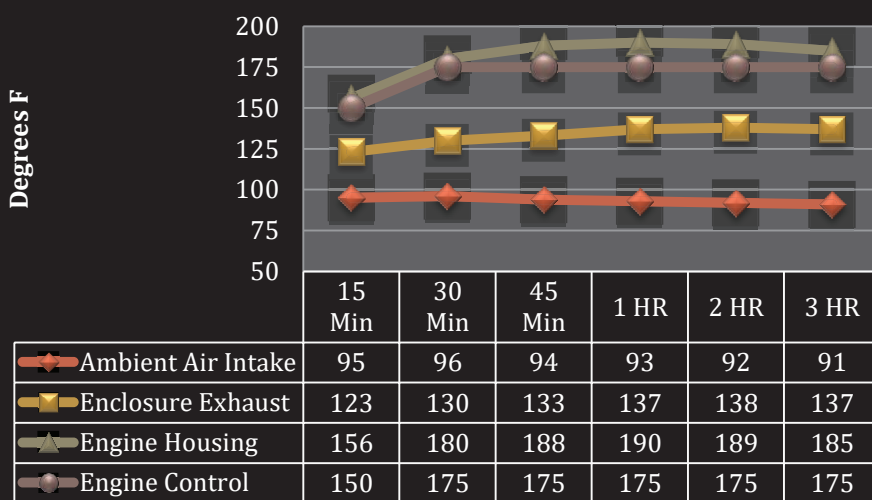 Degrees F
200
175
150
125
100
75
50
15 Min 30 Min 45 Min 1 HR 2 HR 3 HR
Ambient Air Intake 95 96 94 93 92 91
Enclosure Exhaust 123 130 133 137 138 137
Engine Housing 156 180 188 190 189 185
Engine Control 150 175 175 175 175 175